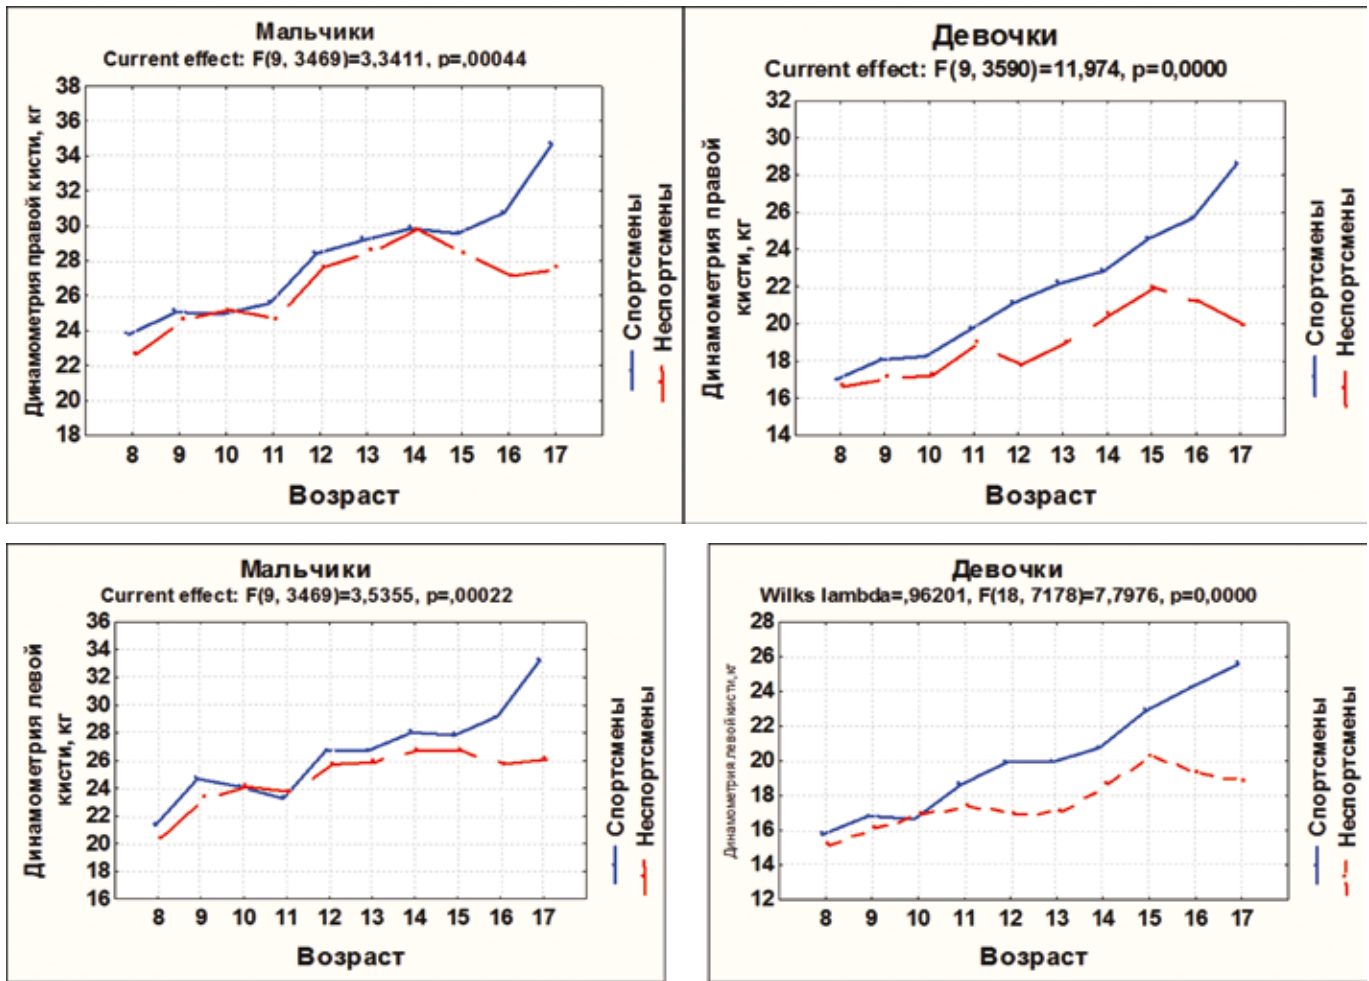 Мальчики
Current effect: F(9, 3469)=3,3411, p=,00044
Динамометрия правой кисти, кг
38
36
34
32
30
28
26
24
22
20
18
8 9 10 11 12 13 14 15 16 17
Возраст
Спортсмены
Неспортсмены
Девочки
Current effect: F(9, 3590)=11,974, p=0,0000
Динамометрия правой
кисти, кг
32
30
28
26
24
22
20
18
16
14
8 9 10 11 12 13 14 15 16 17
Возраст
Спортсмены
Неспортсмены
Мальчики
Current effect: F(9, 3469)=3,5355, p=,00022
Динамометрия левой
кисти, кг
36
34
32
30
28
26
24
22
20
18
16
8 9 10 11 12 13 14 15 16 17
Возраст
Спортсмены
Неспортсмены
Девочки
Wilks lambda=,96201, F(18, 7178)=7,7976, p=0,0000
Динамометрия левой кисти, кг
28
26
24
22
20
18
16
14
12
8 9 10 11 12 13 14 15 16 17
Возраст
Спортсмены
Неспортсмены